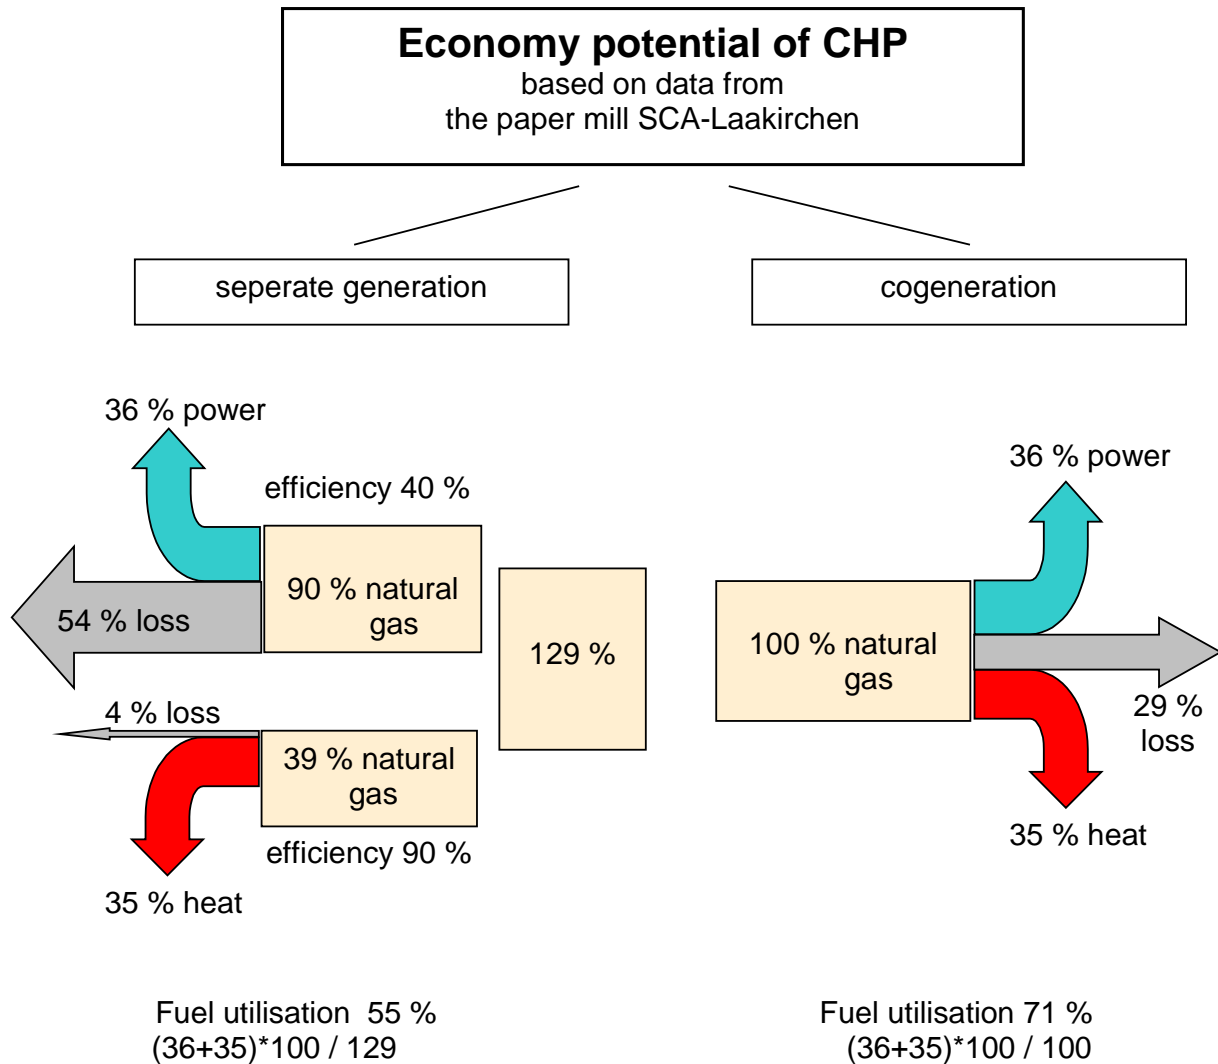 Economy potential of CHP
based on data from
the paper mill SCA-Laakirchen
seperate generation
cogeneration
36 % power
efficiency 40 %
90 % natural
gas
54 % loss
129 %
4 % loss
39 % natural
gas
efficiency 90 %
35 % heat
36 % power
100 % natural
gas
29 %
loss
35 % heat
Fuel utilisation  55 %
(36+35)*100 / 129
Fuel utilisation 71 %
(36+35)*100 / 100